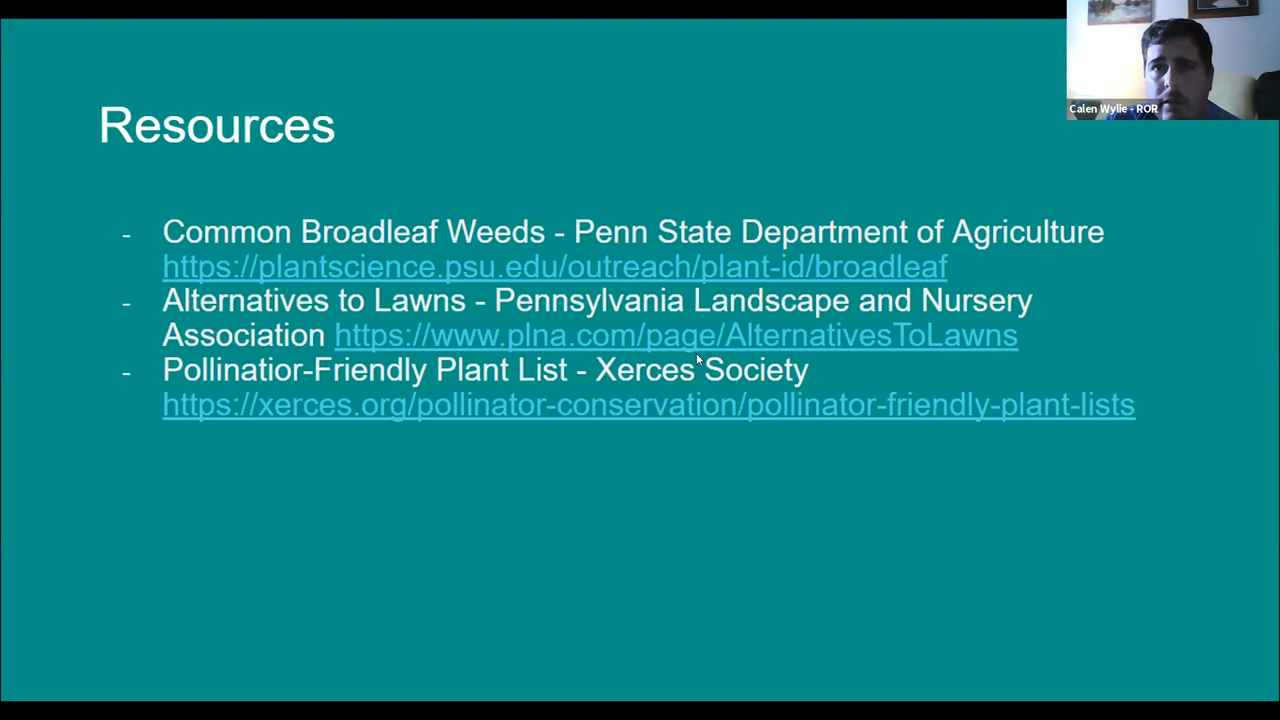 Calen Wylie - ROR
Resources
- Common Broadleaf Weeds - Penn State Department of Agriculture
https://plantscience.psu.edu/outreach/plant-id/broadleaf
- Alternatives to Lawns - Pennsylvania Landscape and Nursery
Association https://www.plna.com/page/AlternativesToLawns
- Pollinatior-Friendly Plant List - Xerces Society
https://xerces.org/pollinator-conservation/pollinator-friendly-plant-lists